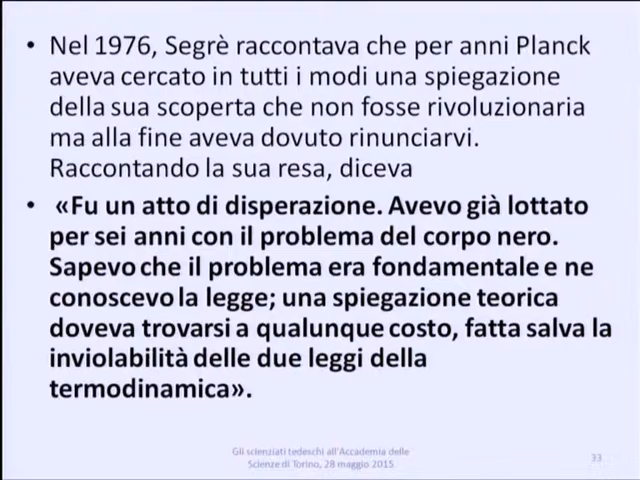 • Nel 1976, Segrè raccontava che per anni Planck
aveva cercato in tutti i modi una spiegazione
della sua scoperta che non fosse rivoluzionaria
ma alla fine aveva dovuto rinunciarvi.
Raccontando la sua resa, diceva
• «Fu un atto di disperazione. Avevo già lottato
per sei anni con il problema del corpo nero.
Sapevo che il problema era fondamentale e ne
conoscevo la legge; una spiegazione teorica
doveva trovarsi a qualunque costo, fatta salva la
inviolabilità delle due leggi della
termodinamica».
Gli scienziati tedeschi all'Accademia delle
Scienze di Torino, 28 maggio 2015
33